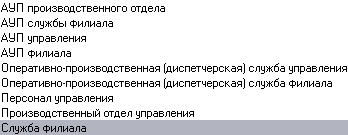 АУП производственного отдела
АУП службы филиала
АУП управления
АУП филиала
Оперативно-производственная (диспетчерская) служба управления
Оперативно-производственная (диспетчерская) служба филиала
Персонал управления
Производственный отдел управления
Служба филиала